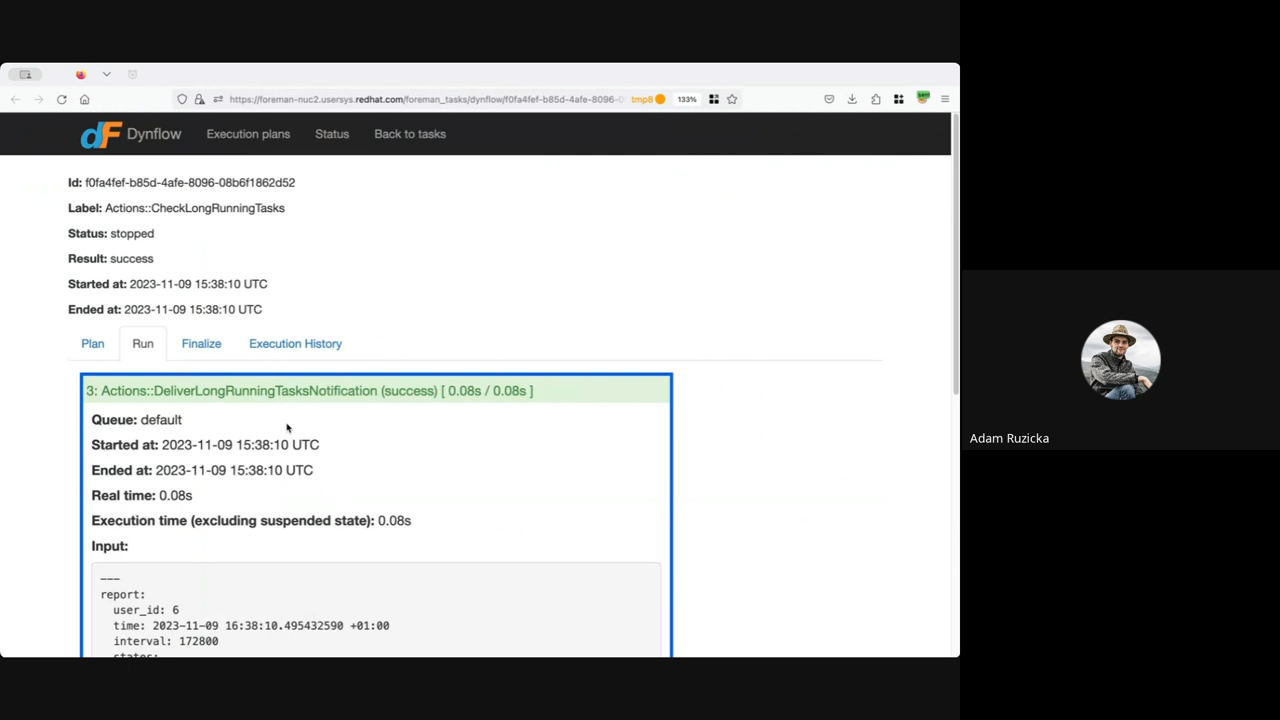 https://foreman-nuc2.usersys.redhat.com/foreman_tasks/dynflow/f0fa4fef-b85d-4afe-8096-0 tmp8 133%
dF Dynflow Execution plans Status Back to tasks
Id: f0fa4fef-b85d-4afe-8096-08b6f1862d52
Label: Actions::CheckLongRunningTasks
Status: stopped
Result: success
Started at: 2023-11-09 15:38:10 UTC
Ended at: 2023-11-09 15:38:10 UTC
Plan Run Finalize Execution History
3: Actions::DeliverLongRunningTasksNotification (success) [ 0.08s / 0.08s ]
Queue: default
Started at: 2023-11-09 15:38:10 UTC
Ended at: 2023-11-09 15:38:10 UTC
Real time: 0.08s
Execution time (excluding suspended state): 0.08s
Input:
---
report:
user_id: 6
time: 2023-11-09 16:38:10.495432590 +01:00
interval: 172800
states:
Adam Ruzicka